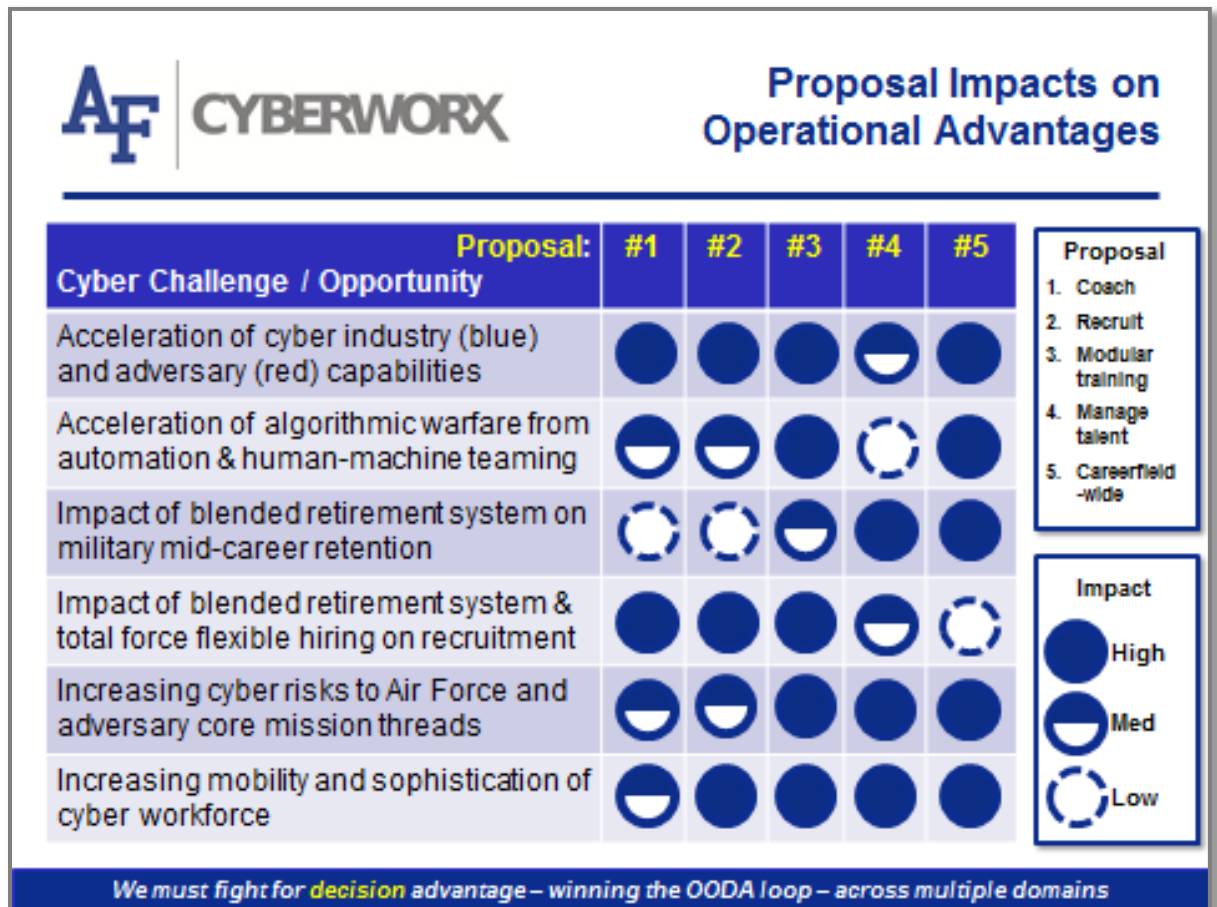 AF CYBERWORX
Proposal Impacts on
Operational Advantages
Proposal: #1 #2 #3 #4 #5
Cyber Challenge / Opportunity
Acceleration of cyber industry (blue)
and adversary (red) capabilities
Acceleration of algorithmic warfare from
automation & human-machine teaming
Impact of blended retirement system on
military mid-career retention
Impact of blended retirement system &
total force flexible hiring on recruitment
Increasing cyber risks to Air Force and
adversary core mission threads
Increasing mobility and sophistication of
cyber workforce
Proposal
1. Coach
2. Recruit
3. Modular
training
4. Manage
talent
5. Careerfield
-wide
Impact
High
Med
Low
We must fight for decision advantage – winning the OODA loop – across multiple domains